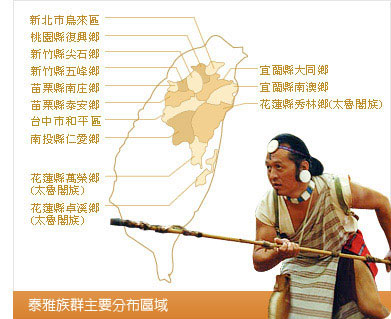 新北市烏來區
桃園縣復興鄉
新竹縣尖石鄉
新竹縣五峰鄉
苗栗縣南庄鄉
苗栗縣泰安鄉
台中市和平區
南投縣仁愛鄉
花蓮縣萬榮鄉
(太魯閣族)
花蓮縣卓溪鄉
(太魯閣族)
宜蘭縣大同鄉
宜蘭縣南澳鄉
花蓮縣秀林鄉(太魯閣族)
泰雅族群主要分布區域